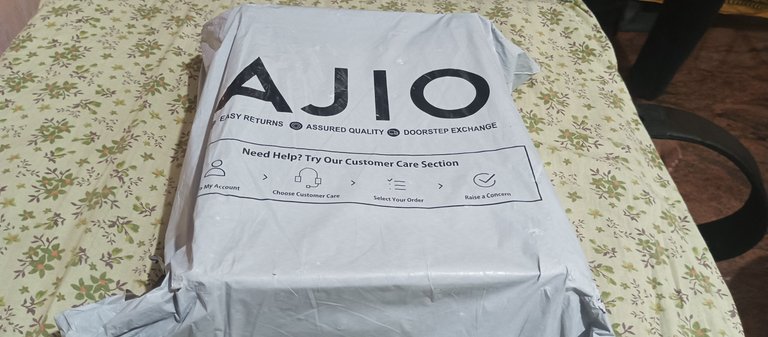 AJIO
EASY RETURNS ASSURED QUALITY DOORSTEP EXCHANGE
Need Help? Try Our Customer Care Section
My Account > Choose Customer Care > Select Your Order > Raise a Concern